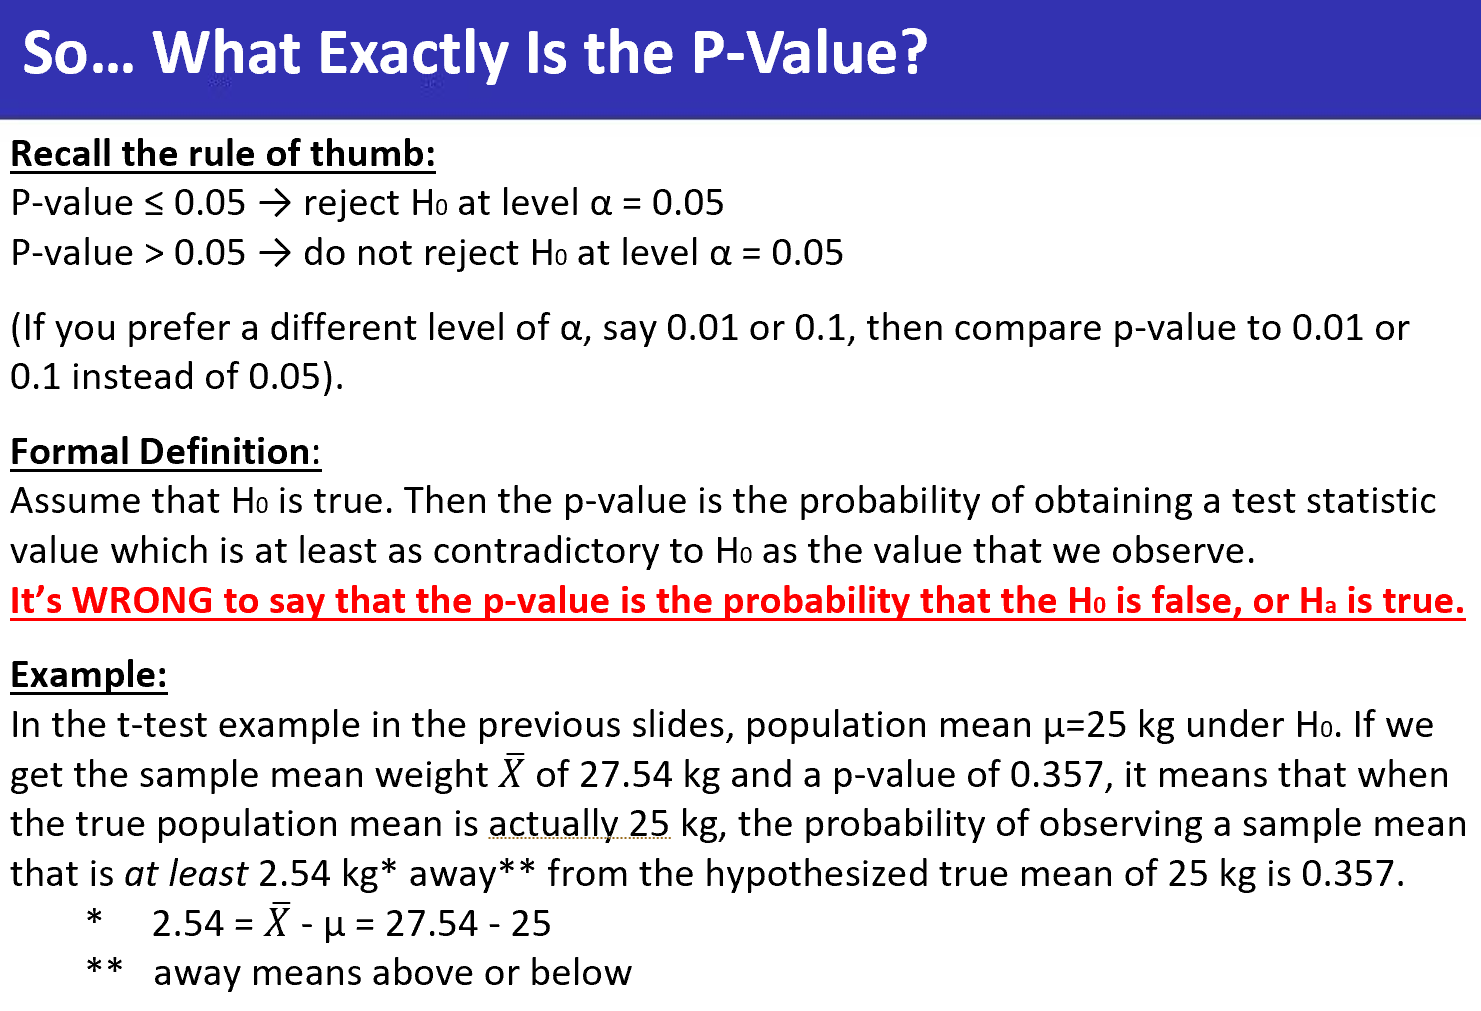 So... What Exactly Is the P-Value?
Recall the rule of thumb:
P-value ≤ 0.05 → reject H₀ at level α = 0.05
P-value > 0.05 → do not reject H₀ at level α = 0.05
(If you prefer a different level of α, say 0.01 or 0.1, then compare p-value to 0.01 or
0.1 instead of 0.05).
Formal Definition:
Assume that H₀ is true. Then the p-value is the probability of obtaining a test statistic
value which is at least as contradictory to H₀ as the value that we observe.
It's WRONG to say that the p-value is the probability that the H₀ is false, or Hₐ is true.
Example:
In the t-test example in the previous slides, population mean μ=25 kg under H₀. If we
get the sample mean weight X̅ of 27.54 kg and a p-value of 0.357, it means that when
the true population mean is actually 25 kg, the probability of observing a sample mean
that is at least 2.54 kg* away** from the hypothesized true mean of 25 kg is 0.357.
* 2.54 = X̅ - μ = 27.54 - 25
** away means above or below